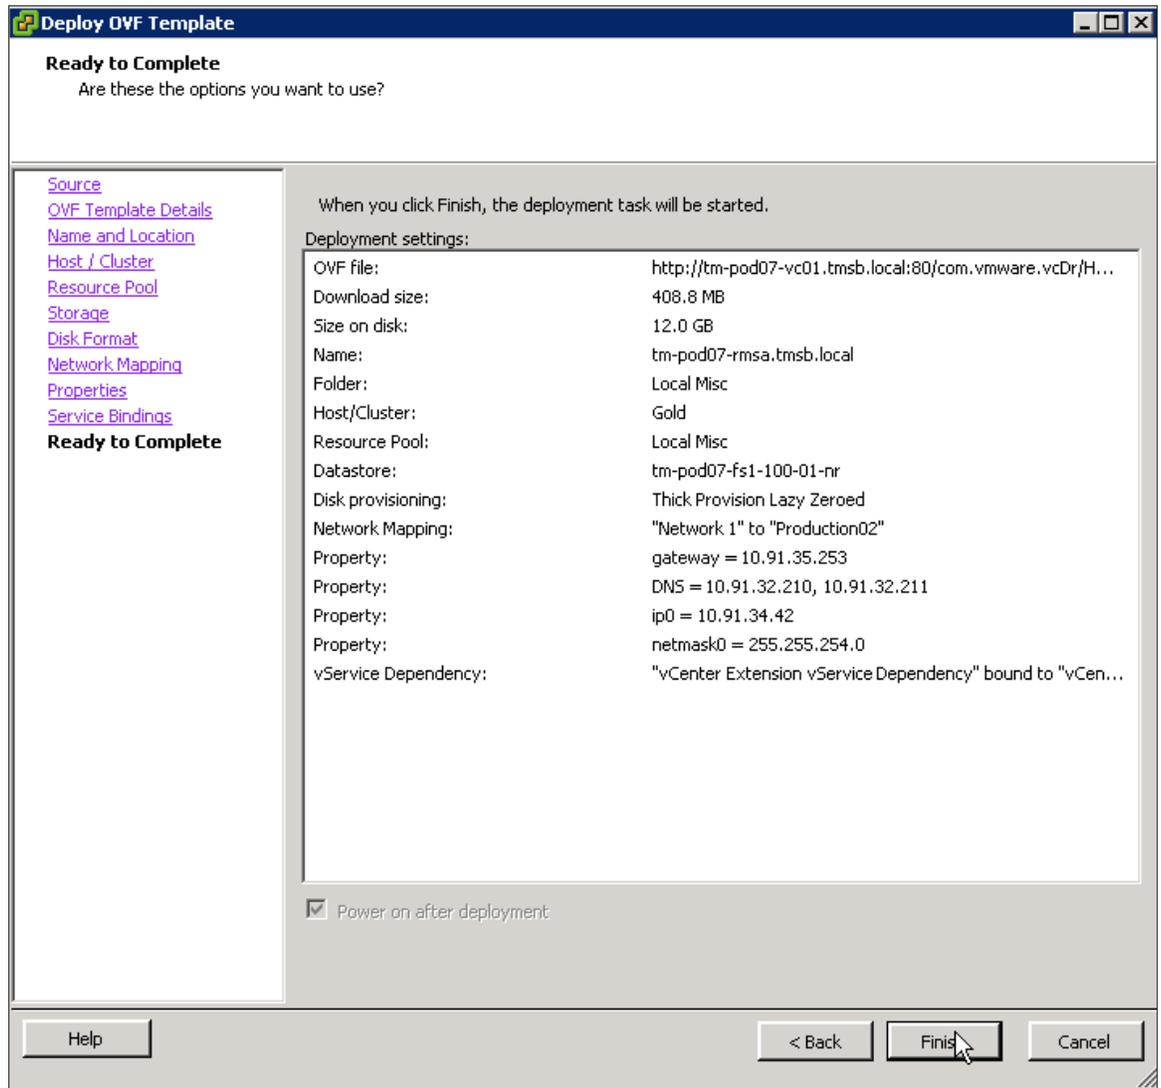 Deploy OVF Template
Ready to Complete
Are these the options you want to use?
Source
OVF Template Details
Name and Location
Host / Cluster
Resource Pool
Storage
Disk Format
Network Mapping
Properties
Service Bindings
Ready to Complete
When you click Finish, the deployment task will be started.
Deployment settings:
OVF file: http://tm-pod07-vc01.tmsb.local:80/com.vmware.vcDr/H...
Download size: 408.8 MB
Size on disk: 12.0 GB
Name: tm-pod07-rmsa.tmsb.local
Folder: Local Misc
Host/Cluster: Gold
Resource Pool: Local Misc
Datastore: tm-pod07-fs1-100-01-nr
Disk provisioning: Thick Provision Lazy Zeroed
Network Mapping: "Network 1" to "Production02"
Property: gateway = 10.91.35.253
Property: DNS = 10.91.32.210, 10.91.32.211
Property: ip0 = 10.91.34.42
Property: netmask0 = 255.255.254.0
vService Dependency: "vCenter Extension vService Dependency" bound to "vCen...
Power on after deployment
Help < Back Finish Cancel